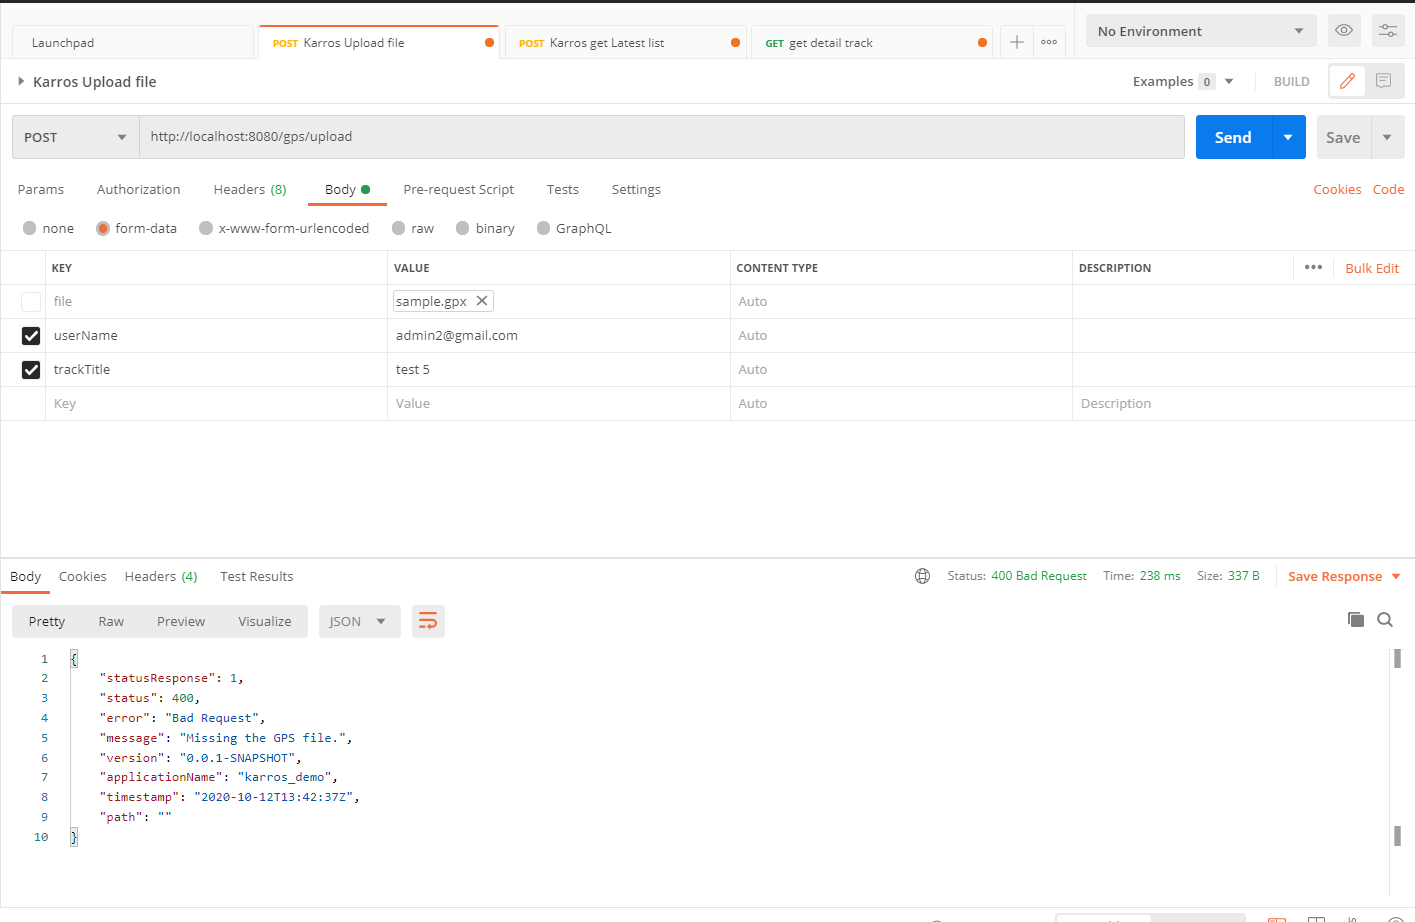 Launchpad
POST Karros Upload file
POST Karros get Latest list
GET get detail track
No Environment
Karros Upload file
Examples 0
BUILD
POST
http://localhost:8080/gps/upload
Send
Save
Params Authorization Headers (8) Body Pre-request Script Tests Settings
Cookies Code
none form-data x-www-form-urlencoded raw binary GraphQL
KEY VALUE CONTENT TYPE DESCRIPTION
Bulk Edit
file sample.gpx Auto
userName admin2@gmail.com Auto
trackTitle test 5 Auto
Key Value Auto Description
Body Cookies Headers (4) Test Results
Status: 400 Bad Request Time: 238 ms Size: 337 B Save Response
Pretty Raw Preview Visualize JSON
1 {
2 "statusResponse": 1,
3 "status": 400,
4 "error": "Bad Request",
5 "message": "Missing the GPS file.",
6 "version": "0.0.1-SNAPSHOT",
7 "applicationName": "karros_demo",
8 "timestamp": "2020-10-12T13:42:37Z",
9 "path": ""
10 }